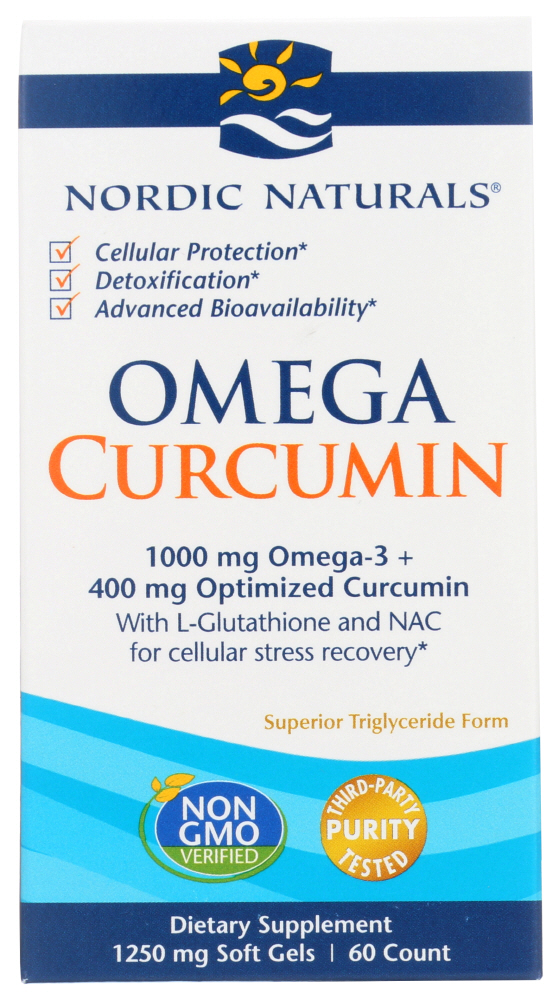 NORDIC NATURALS®
Cellular Protection*
Detoxification*
Advanced Bioavailability*
OMEGA
CURCUMIN
1000 mg Omega-3 +
400 mg Optimized Curcumin
With L-Glutathione and NAC
for cellular stress recovery*
Superior Triglyceride Form
NON
GMO
VERIFIED
THIRD-PARTY
PURITY
TESTED
Dietary Supplement
1250 mg Soft Gels | 60 Count